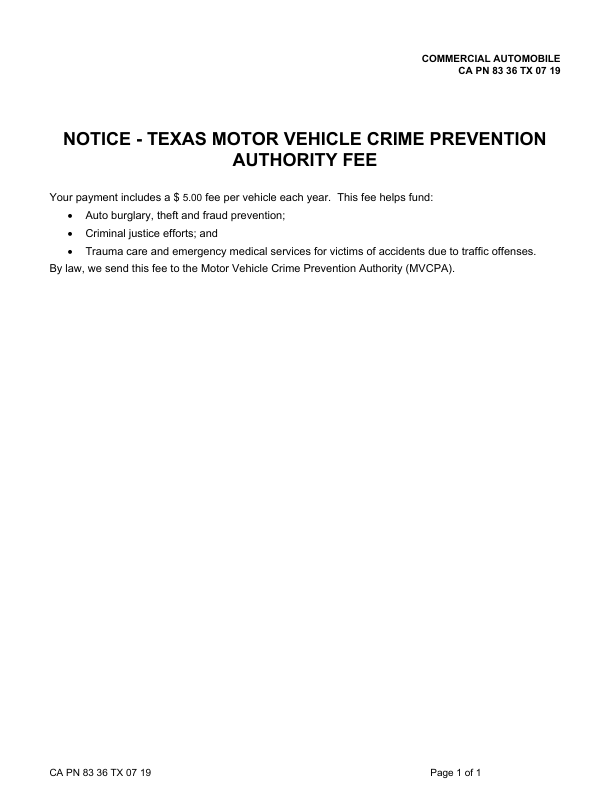 COMMERCIAL AUTOMOBILE
CA PN 83 36 TX 07 19
NOTICE - TEXAS MOTOR VEHICLE CRIME PREVENTION
AUTHORITY FEE
Your payment includes a $ 5.00 fee per vehicle each year.  This fee helps fund:
• Auto burglary, theft and fraud prevention;
• Criminal justice efforts; and
• Trauma care and emergency medical services for victims of accidents due to traffic offenses.
By law, we send this fee to the Motor Vehicle Crime Prevention Authority (MVCPA).
CA PN 83 36 TX 07 19 Page 1 of 1